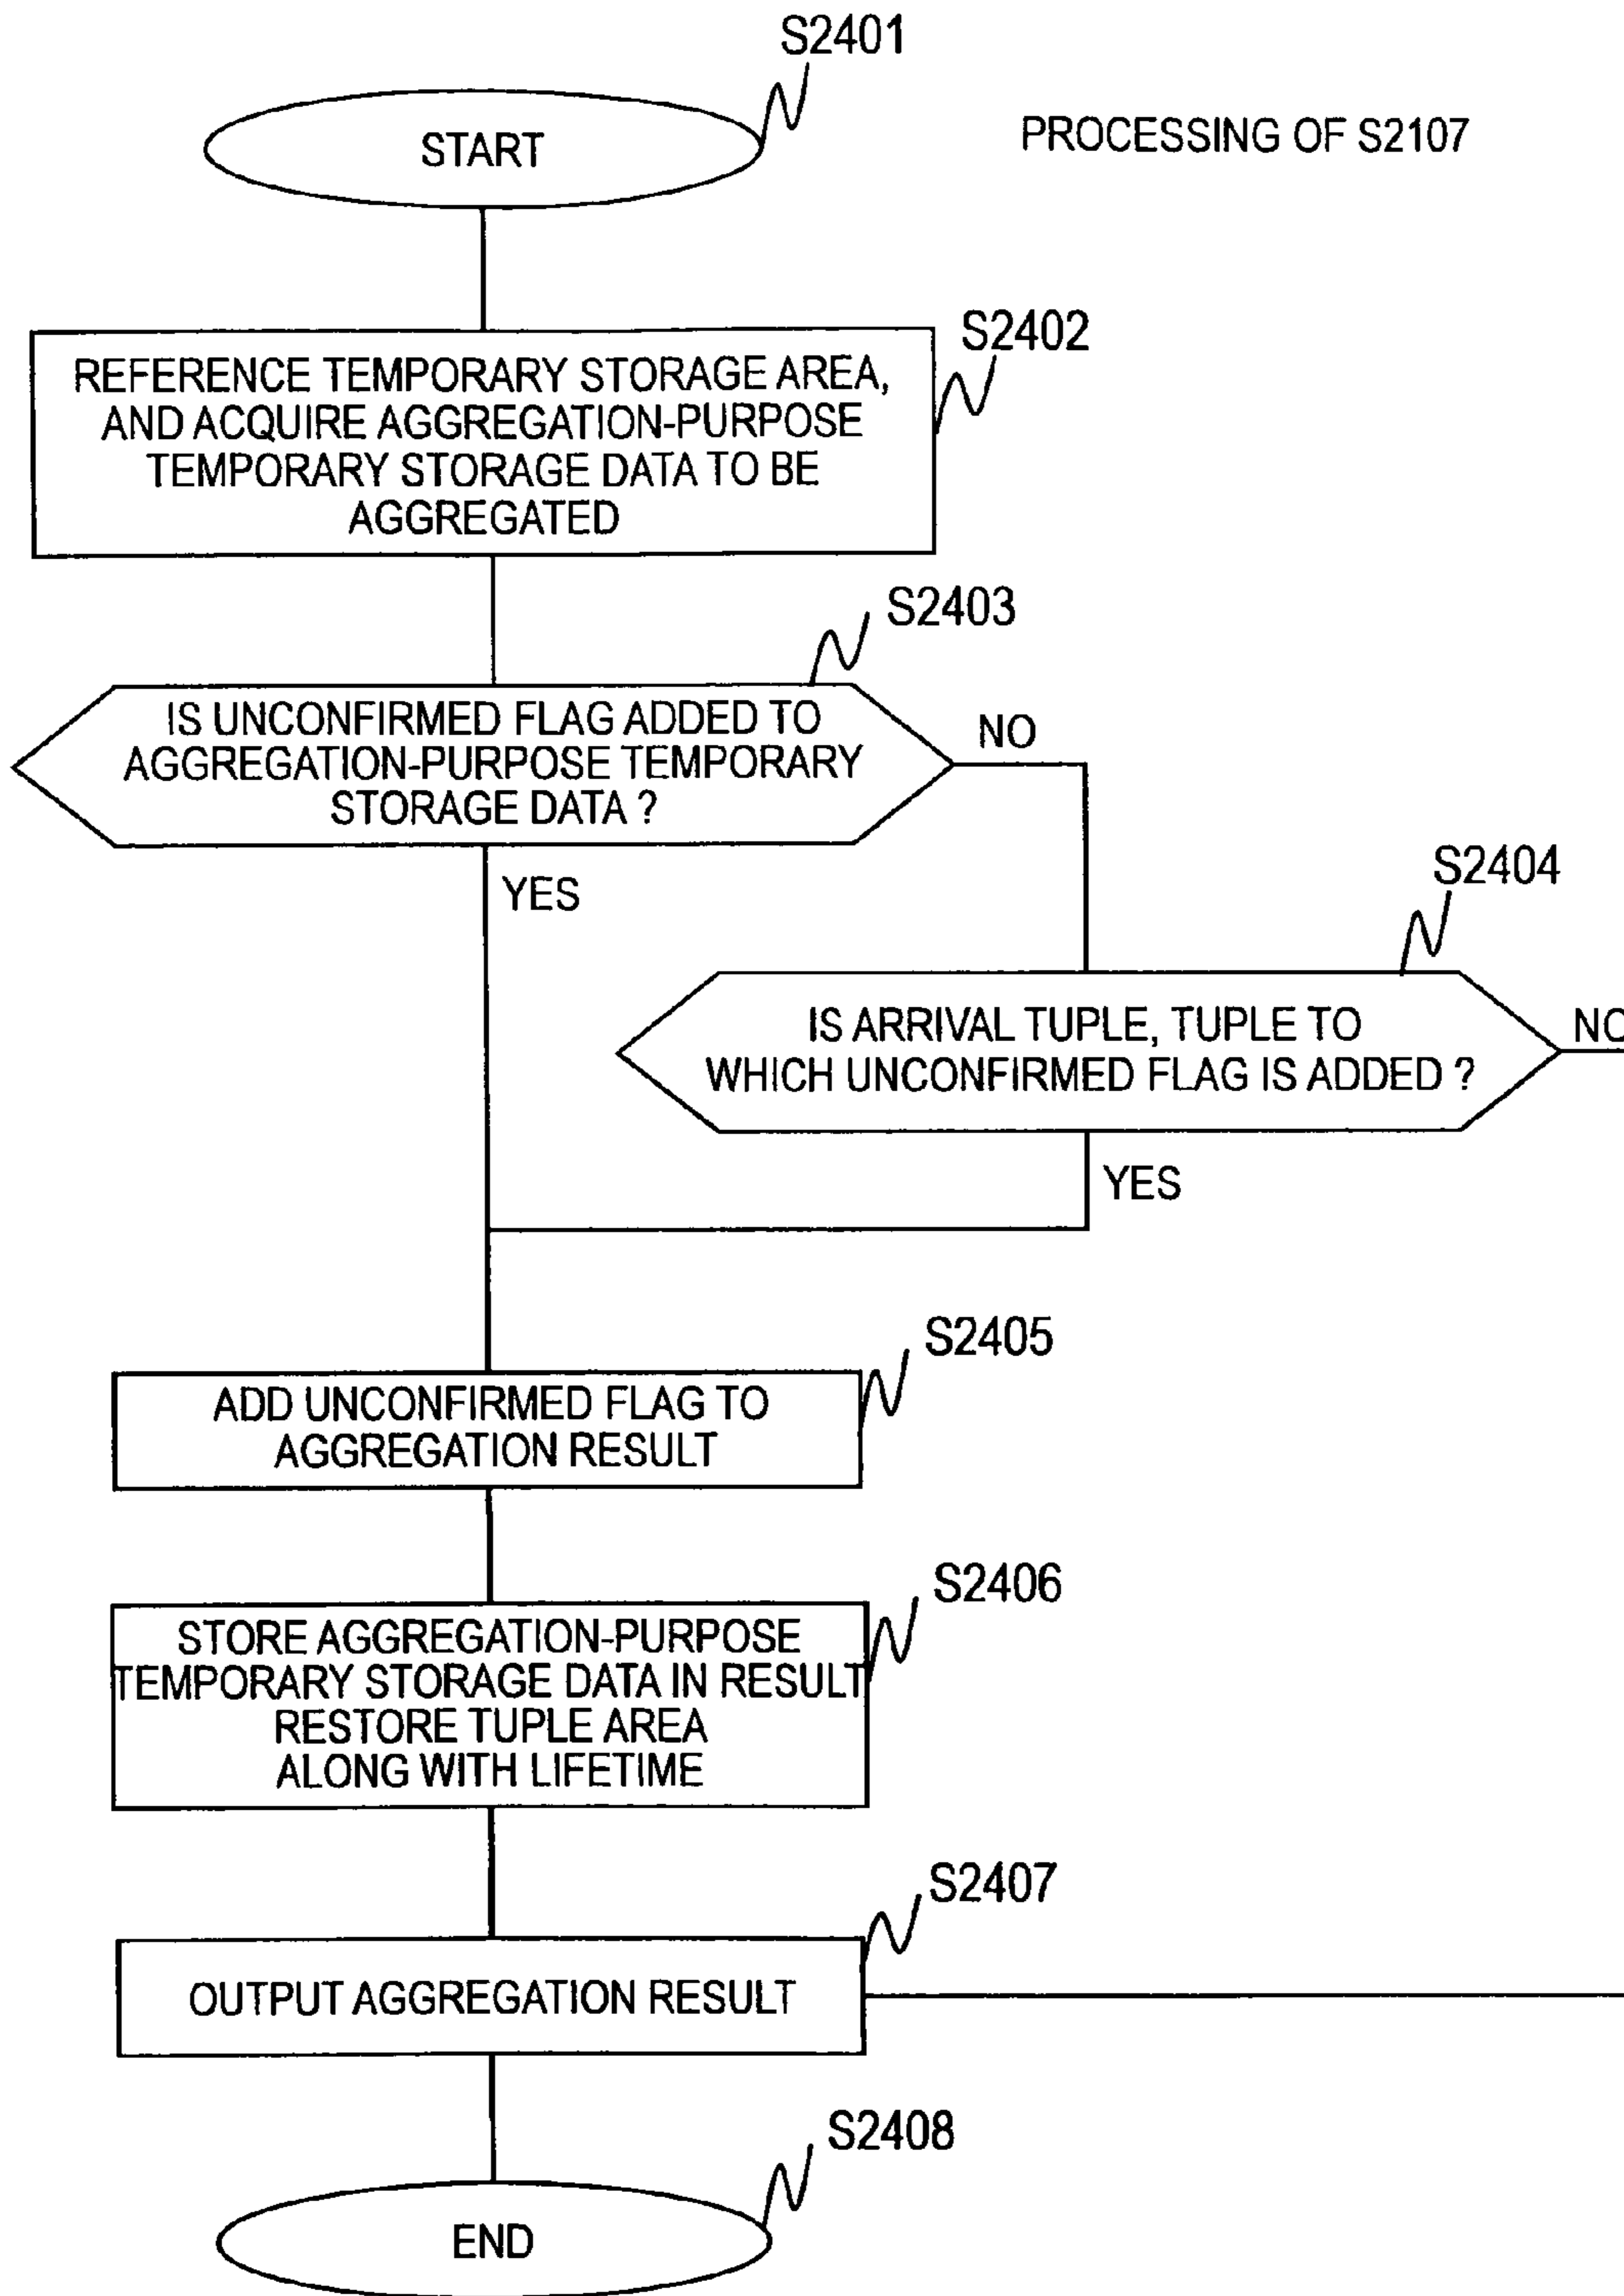 S2401
START
PROCESSING OF S2107
S2402
REFERENCE TEMPORARY STORAGE AREA,
AND ACQUIRE AGGREGATION-PURPOSE
TEMPORARY STORAGE DATA TO BE
AGGREGATED
S2403
IS UNCONFIRMED FLAG ADDED TO
AGGREGATION-PURPOSE TEMPORARY
STORAGE DATA ?
NO
YES
S2404
IS ARRIVAL TUPLE, TUPLE TO
WHICH UNCONFIRMED FLAG IS ADDED ?
NO
YES
S2405
ADD UNCONFIRMED FLAG TO
AGGREGATION RESULT
S2406
STORE AGGREGATION-PURPOSE
TEMPORARY STORAGE DATA IN RESULT
RESTORE TUPLE AREA
ALONG WITH LIFETIME
S2407
OUTPUT AGGREGATION RESULT
S2408
END